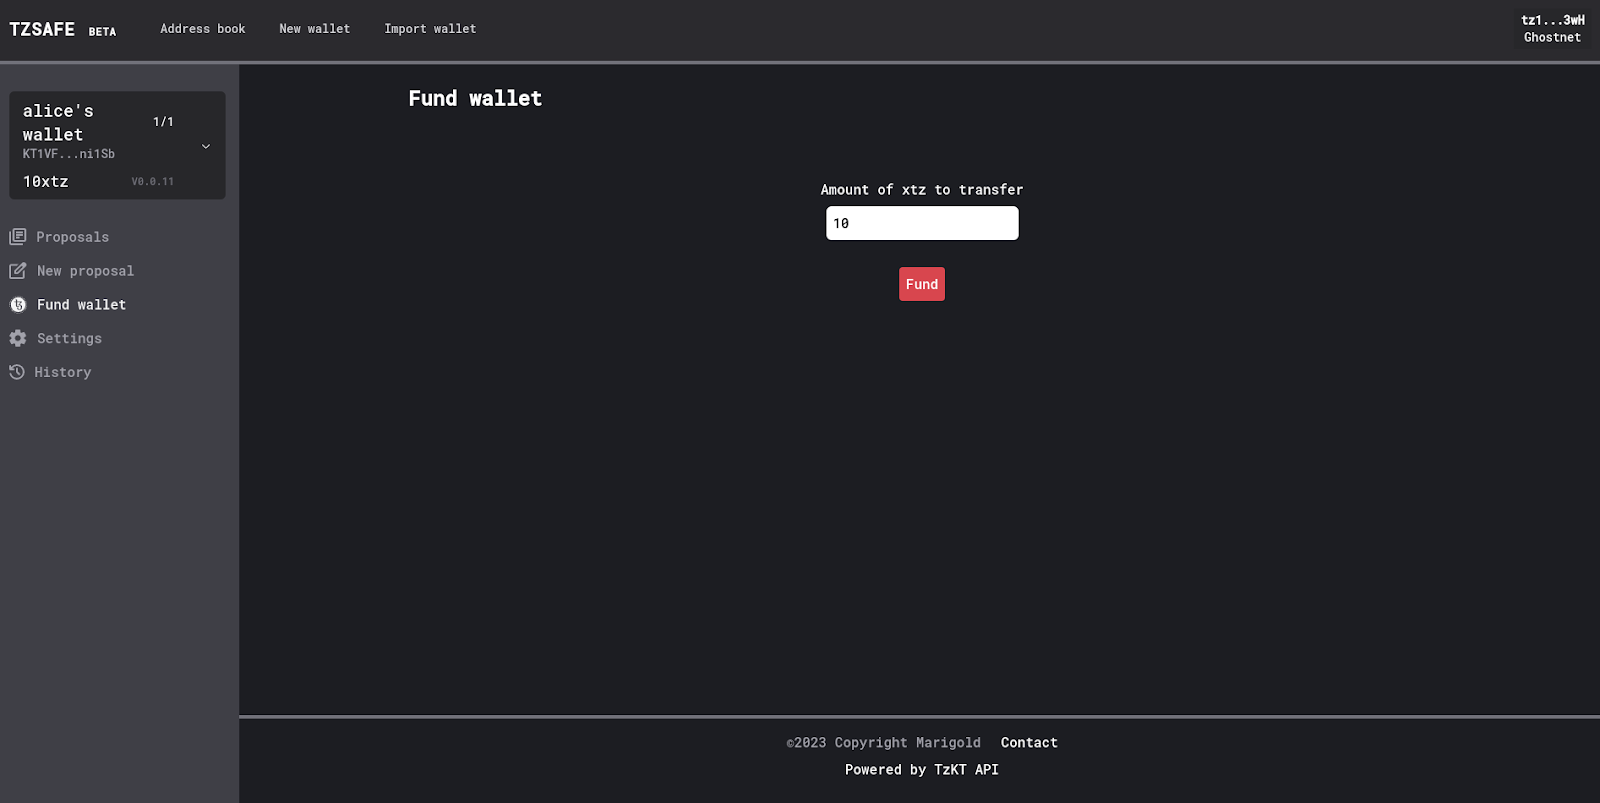 TZSAFE BETA Address book New wallet Import wallet
tz1...3wH
Ghostnet
alice's
wallet
1/1
KT1VF...ni1Sb
10xtz V0.0.11
Proposals
New proposal
Fund wallet
Settings
History
Fund wallet
Amount of xtz to transfer
10
Fund
©2023 Copyright Marigold Contact
Powered by TzKT API